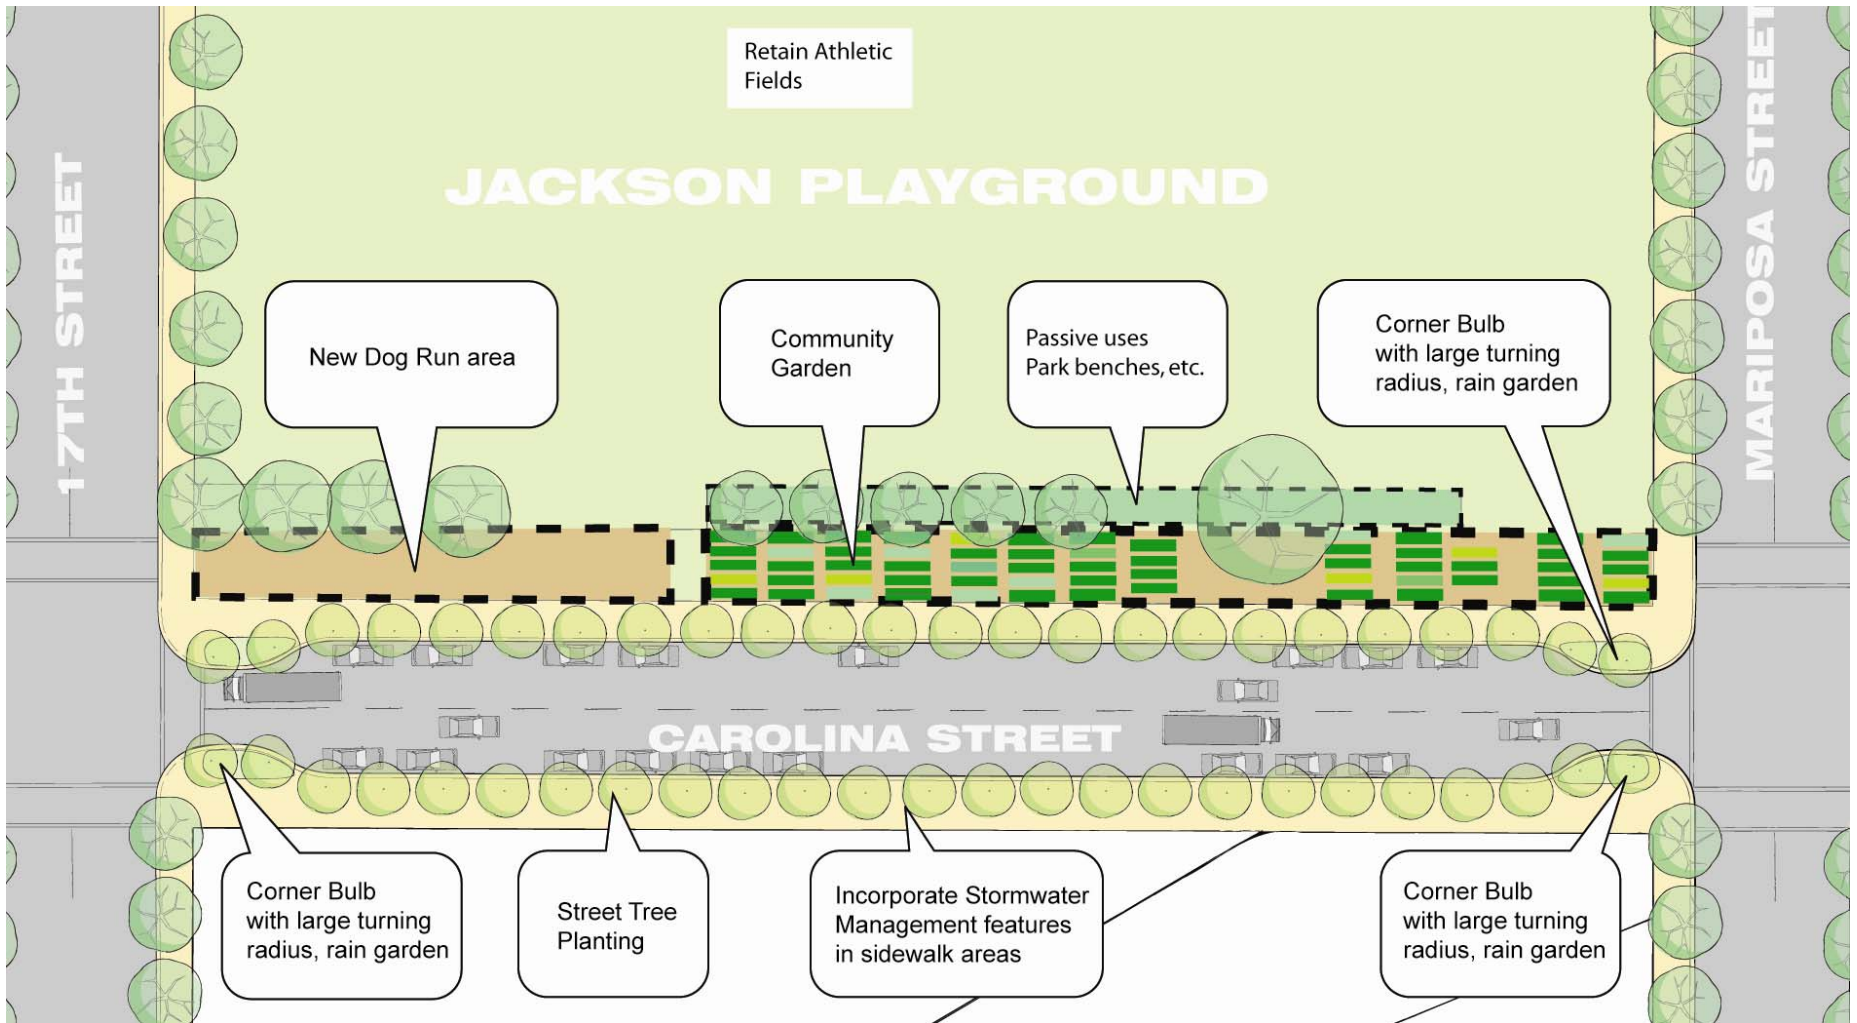 Retain Athletic
Fields
JACKSON PLAYGROUND
17TH STREET
MARIPOSA STREET
New Dog Run area
Community
Garden
Passive uses
Park benches, etc.
Corner Bulb
with large turning
radius, rain garden
CAROLINA STREET
Corner Bulb
with large turning
radius, rain garden
Street Tree
Planting
Incorporate Stormwater
Management features
in sidewalk areas
Corner Bulb
with large turning
radius, rain garden